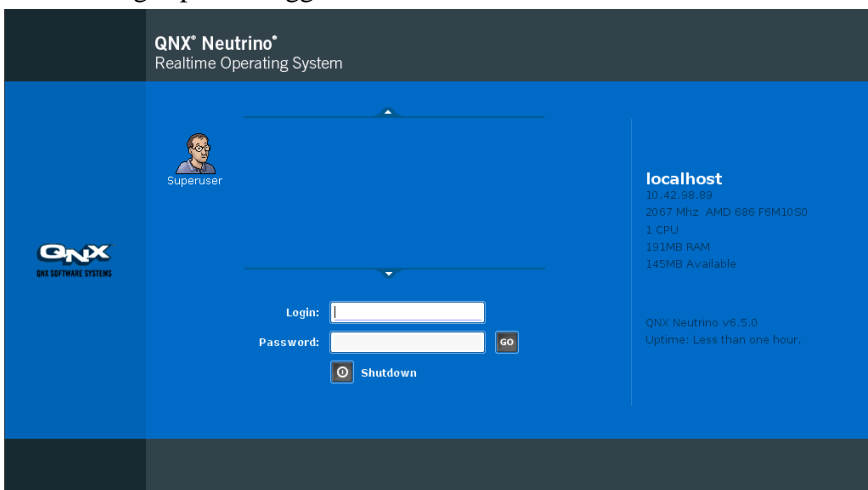 QNX® Neutrino®
Realtime Operating System
Superuser
QNX
QNX SOFTWARE SYSTEMS
Login:
Password:
GO
Shutdown
localhost
10.42.98.89
2067 Mhz AMD 686 F6M10S0
1 CPU
191MB RAM
145MB Available
QNX Neutrino v6.5.0
Uptime: Less than one hour.